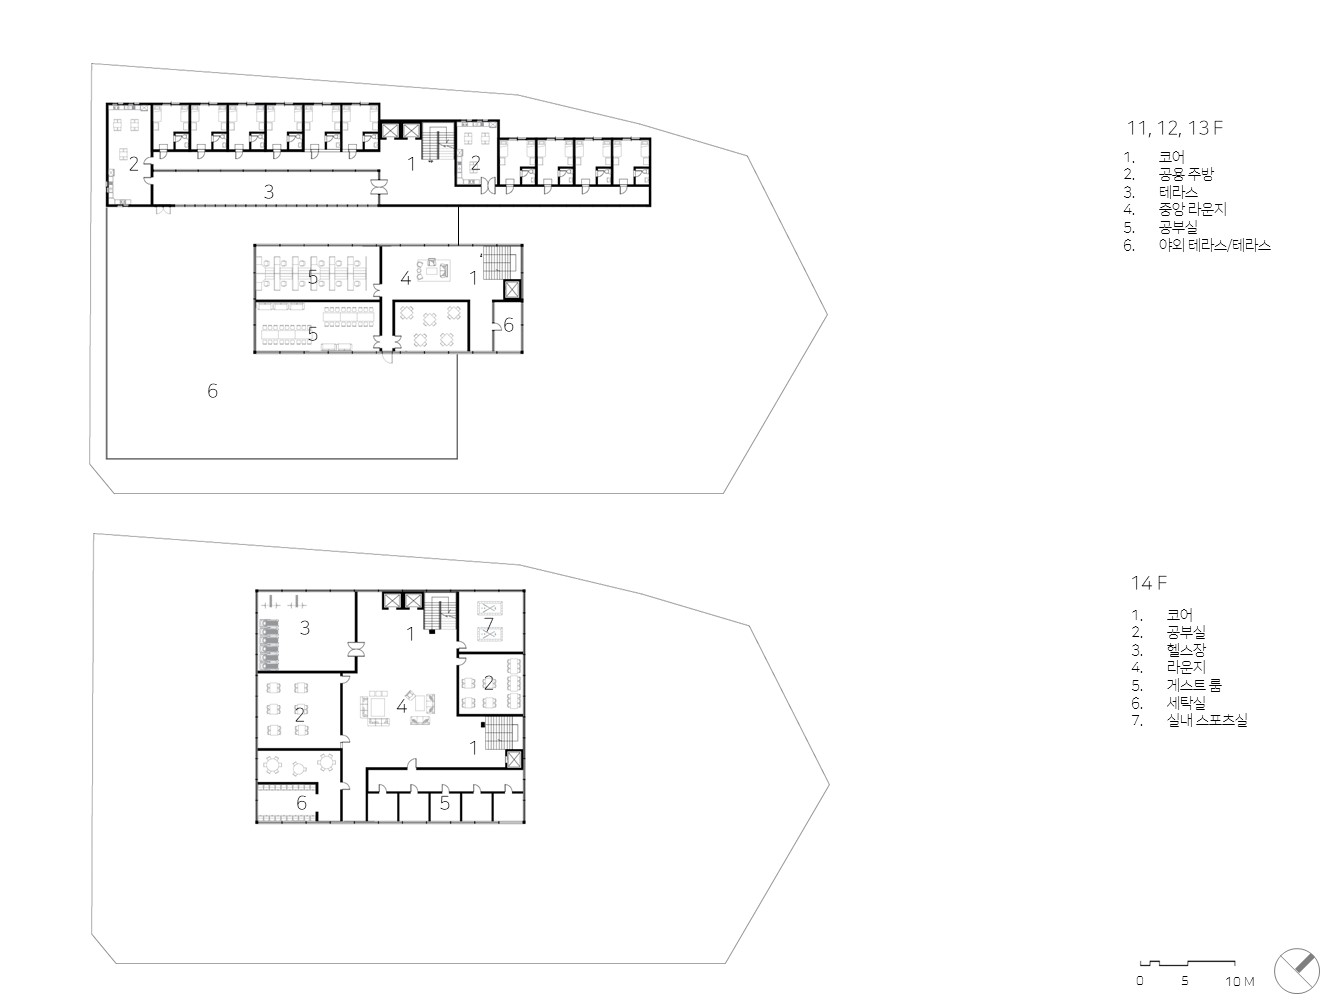 11, 12, 13 F
1. 코어
2. 공용 주방
3. 테라스
4. 중앙 라운지
5. 공부실
6. 야외 테라스/테라스
2
3
1
2
5
4
1
5
6
6
14 F
1. 코어
2. 공부실
3. 헬스장
4. 라운지
5. 게스트 룸
6. 세탁실
7. 실내 스포츠실
3
1
7
2
4
2
1
6
5
0 5 10 M